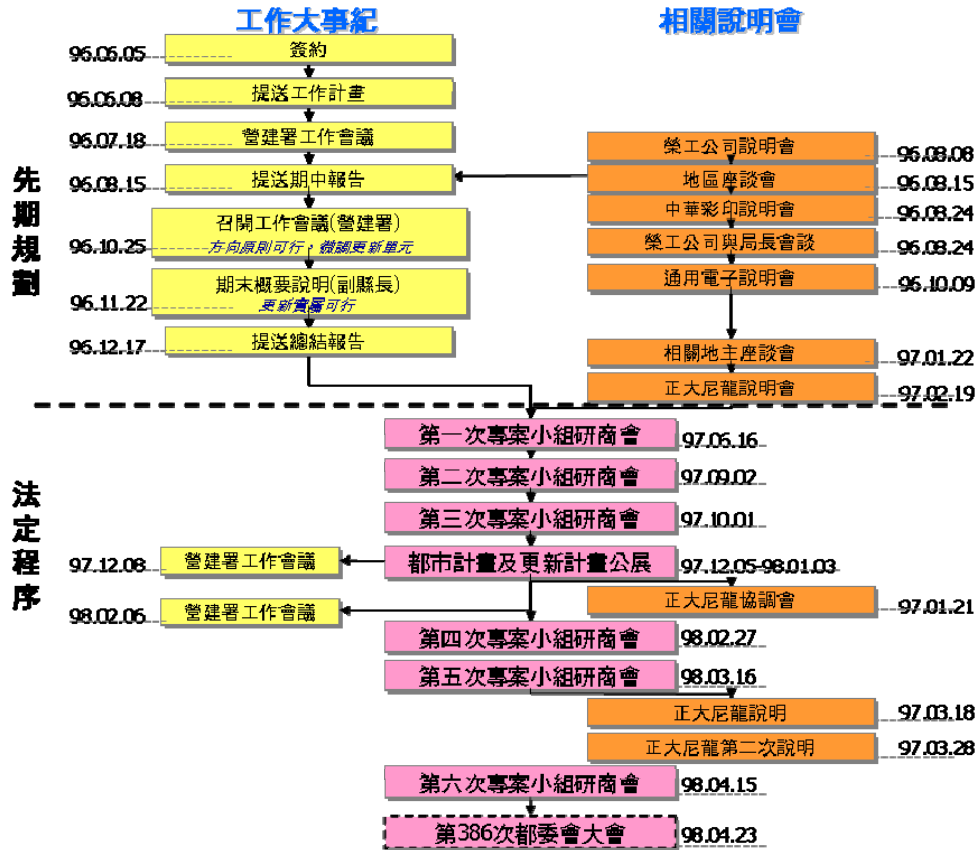 工作大事紀
相關說明會
先期規劃
96.06.05 簽約
96.06.08 提送工作計畫
96.07.18 營建署工作會議
榮工公司說明會 96.08.08
96.08.15 提送期中報告
地區座談會 96.08.15
中華彩印說明會 96.08.24
96.10.25 召開工作會議(營建署)
方向原則可行，微調更新單元
榮工公司與局長會談 96.08.24
通用電子說明會 96.10.09
96.11.22 期末概要說明(副縣長)
更新實屬可行
96.12.17 提送總結報告
相關地主座談會 97.01.22
正大尼龍說明會 97.02.19
法定程序
第一次專案小組研商會 97.06.16
第二次專案小組研商會 97.09.02
第三次專案小組研商會 97.10.01
97.12.08 營建署工作會議
都市計畫及更新計畫公展 97.12.05-98.01.03
正大尼龍協調會 97.01.21
98.02.06 營建署工作會議
第四次專案小組研商會 98.02.27
第五次專案小組研商會 98.03.16
正大尼龍說明 97.03.18
正大尼龍第二次說明 97.03.28
第六次專案小組研商會 98.04.15
第386次都委會大會 98.04.23